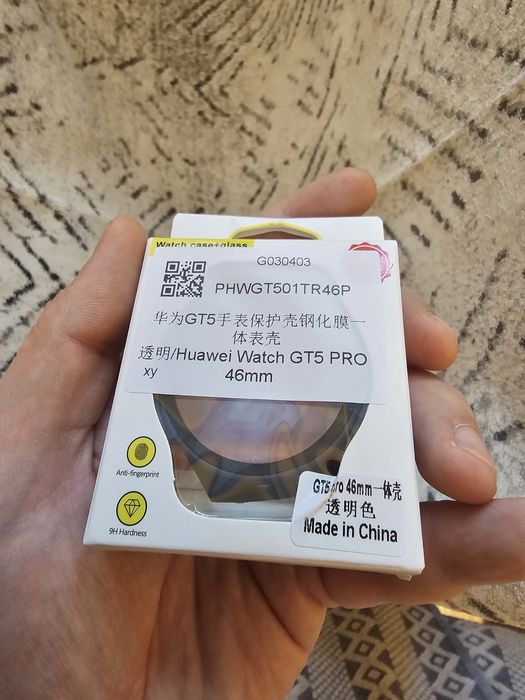 Watch case+glass
G030403
PHWGT501TR46P
华为GT5手表保护壳钢化膜一
体表壳
透明/Huawei Watch GT5 PRO
xy 46mm
Anti-fingerprint
9H Hardness
GT5 pro 46mm一体壳
透明色
Made in China